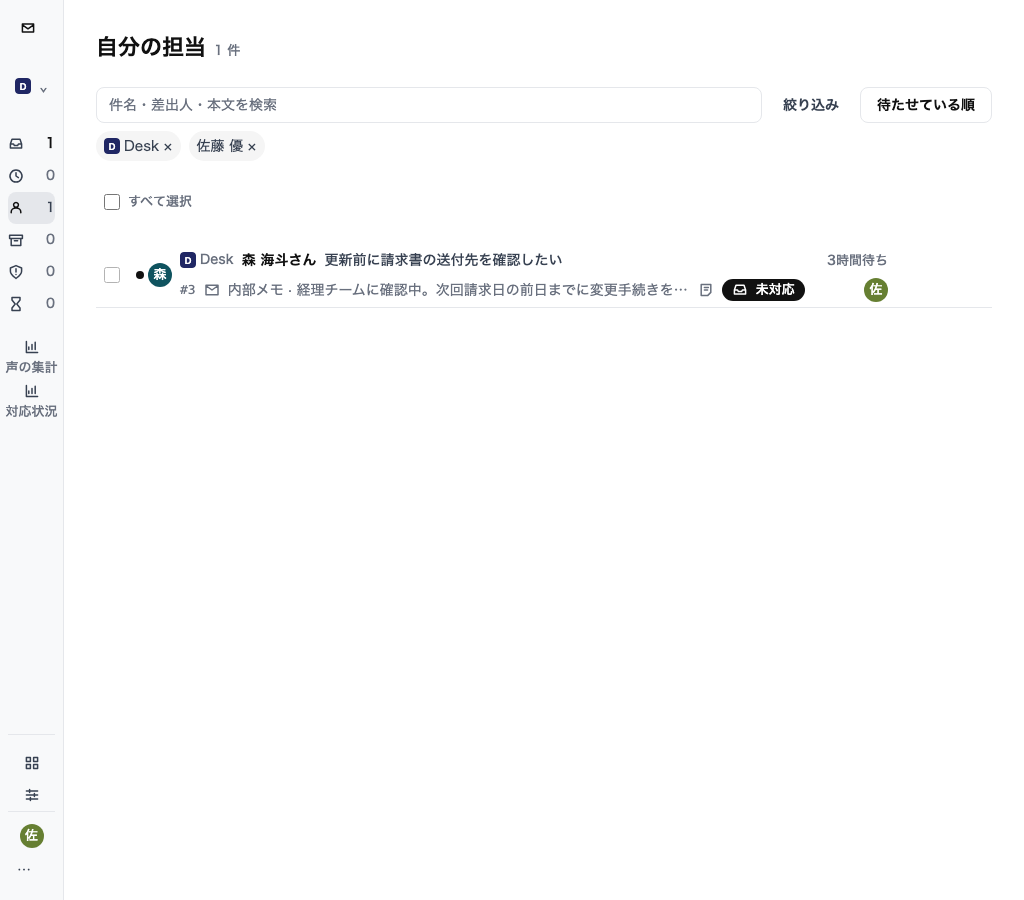 自分の担当 1 件
D
件名・差出人・本文を検索 絞り込み 待たせている順
D Desk × 佐藤 優 ×
1
0
1
0
0
0
すべて選択
D Desk 森 海斗さん 更新前に請求書の送付先を確認したい 3時間待ち
森
#3 内部メモ · 経理チームに確認中。次回請求日の前日までに変更手続きを… 未対応 佐
声の集計
対応状況
佐
…